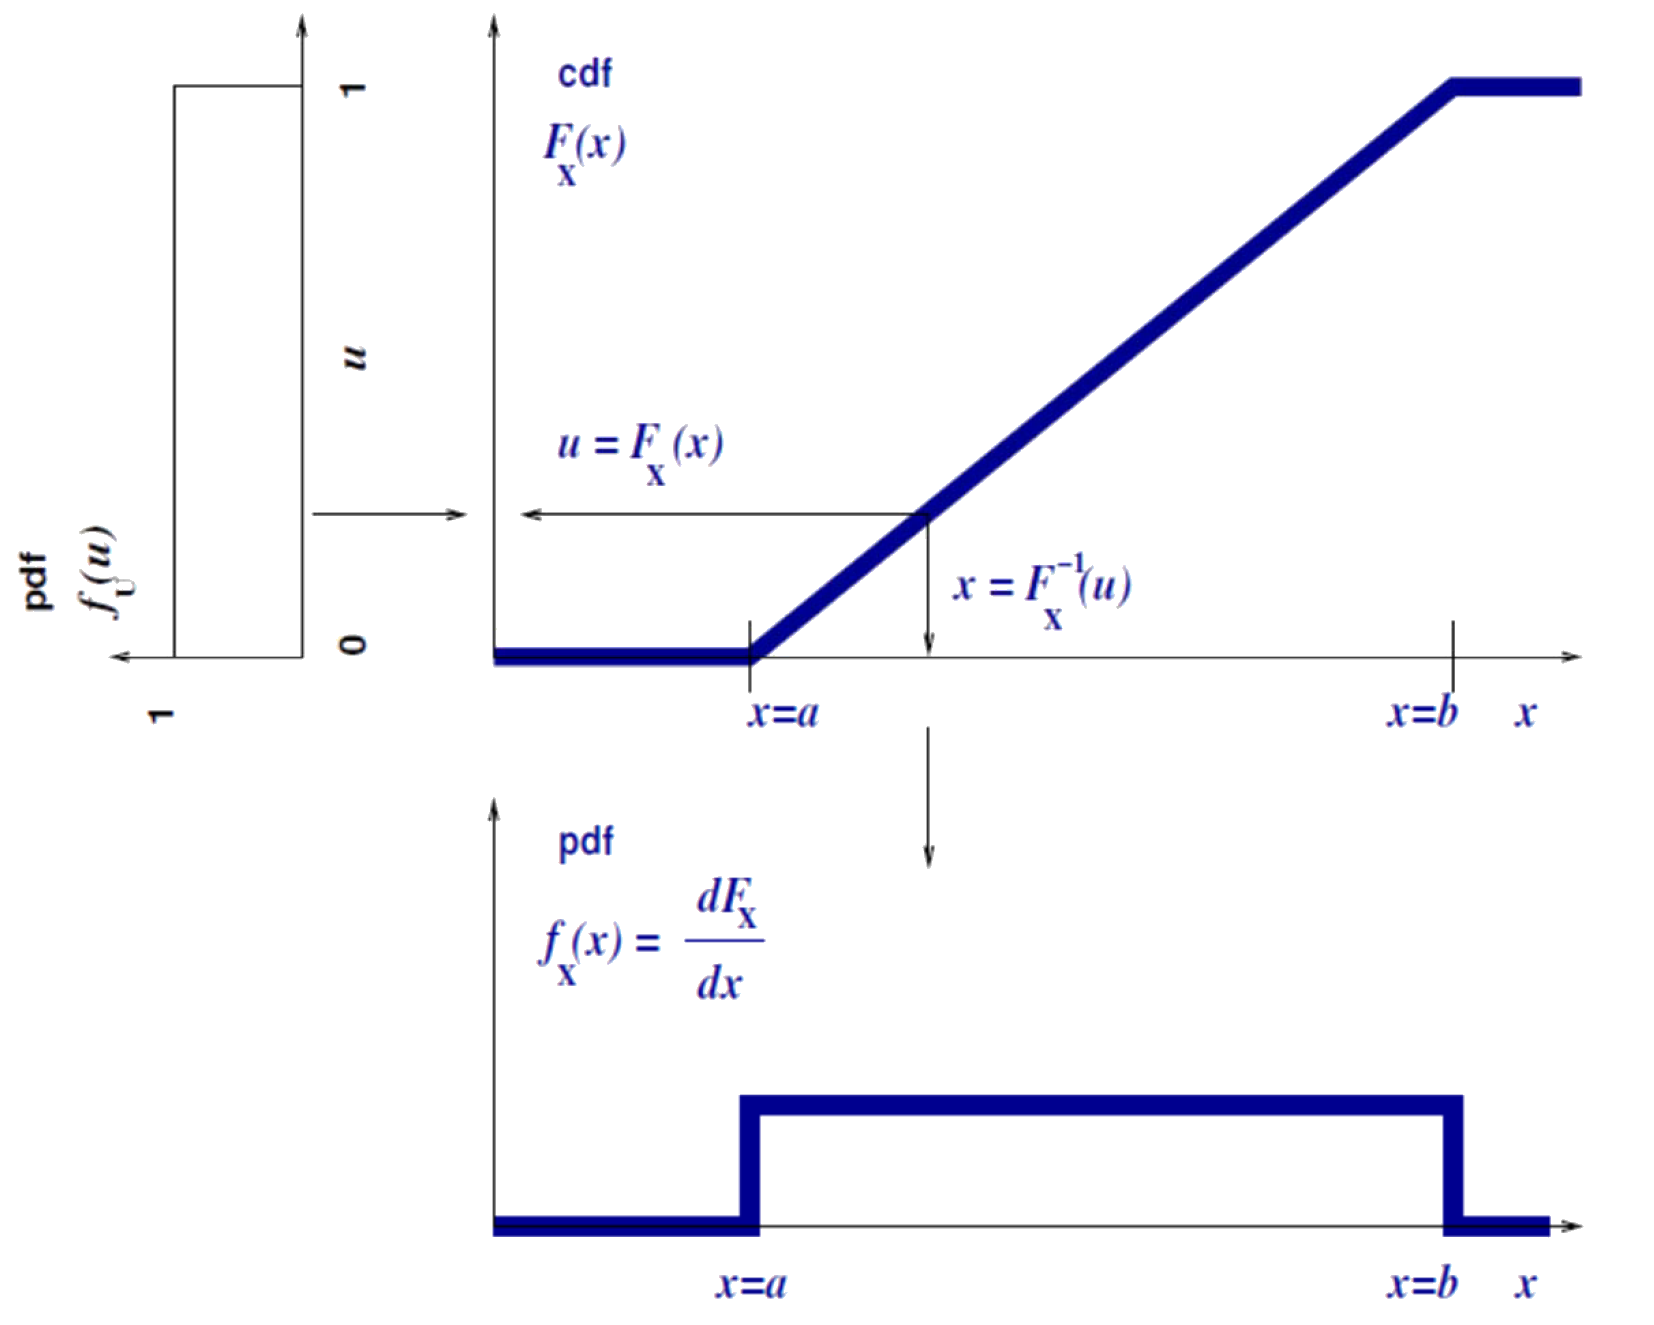 cdf
F_X(x)
1
u
0
pdf
f_U(u)
1
u = F_X(x)
x = F_X^{-1}(u)
x=a
x=b x
pdf
f_X(x) = dF_X
dx
x=a
x=b x